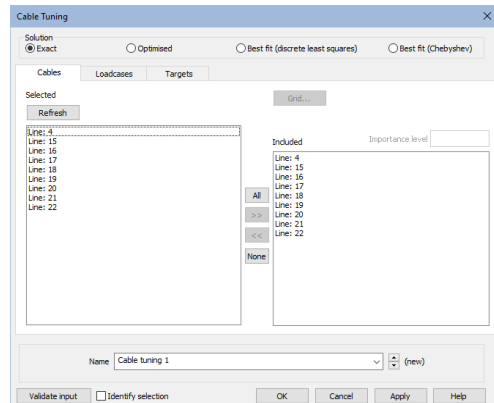 Cable Tuning
Solution
Exact
Optimised
Best fit (discrete least squares)
Best fit (Chebyshev)
Cables
Loadcases
Targets
Selected
Grid...
Refresh
Included
Importance level
Line: 4
Line: 15
Line: 16
Line: 17
Line: 18
Line: 19
Line: 20
Line: 21
Line: 22
All
>>
<<
None
Line: 4
Line: 15
Line: 16
Line: 17
Line: 18
Line: 19
Line: 20
Line: 21
Line: 22
Name
Cable tuning 1
(new)
Validate input
Identify selection
OK
Cancel
Apply
Help